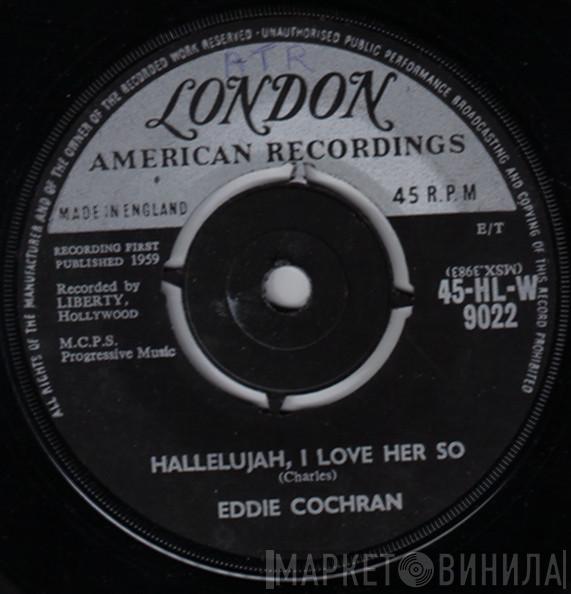 ALL RIGHTS OF THE MANUFACTURER AND OF THE OWNER OF THE RECORDED WORK RESERVED - UNAUTHORISED PUBLIC PERFORMANCE BROADCASTING AND COPYING OF THIS RECORD PROHIBITED
ATR
LONDON
AMERICAN RECORDINGS
MADE IN ENGLAND
45 R.P.M
E/T
RECORDING FIRST
PUBLISHED 1959
(MSX.3983)
Recorded by
LIBERTY,
HOLLYWOOD
45-HL-W
9022
M.C.P.S.
Progressive Music
HALLELUJAH, I LOVE HER SO
(Charles)
EDDIE COCHRAN
МАРКЕТ ВИНИЛА